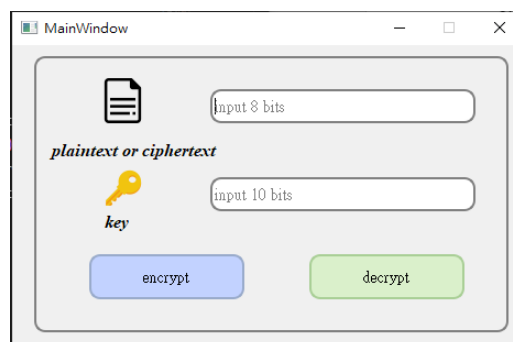 MainWindow
input 8 bits
plaintext or ciphertext
input 10 bits
key
encrypt
decrypt